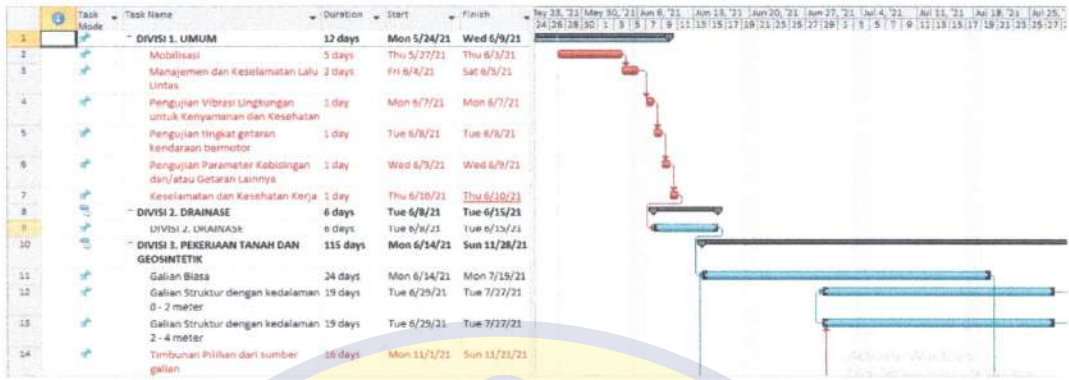 Task Mode Task Name Duration Start Finish
May 30, '21 Jun 6, '21 Jun 13, '21 Jun 20, '21 Jun 27, '21 Jul 4, '21 Jul 11, '21 Jul 18, '21 Jul 25,
1 DIVISI 1. UMUM 12 days Mon 5/24/21 Wed 6/9/21
2 Mobilisasi 5 days Thu 5/27/21 Thu 6/3/21
3 Manajemen dan Keselamatan Lalu 2 days Fri 6/4/21 Sat 6/5/21
Lintas
4 Pengujian Vibrasi Lingkungan 1 day Mon 6/7/21 Mon 6/7/21
untuk Kenyamanan dan Kesehatan
5 Pengujian tingkat getaran 1 day Tue 6/8/21 Tue 6/8/21
kendaraan bermotor
6 Pengujian Parameter Kebisingan 1 day Wed 6/9/21 Wed 6/9/21
dan/atau Getaran Lainnya
7 Keselamatan dan Kesehatan Kerja 1 day Thu 6/10/21 Thu 6/10/21
8 DIVISI 2. DRAINASE 6 days Tue 6/8/21 Tue 6/15/21
9 DIVISI 2. DRAINASE 6 days Tue 6/8/21 Tue 6/15/21
10 DIVISI 3. PEKERJAAN TANAH DAN 115 days Mon 6/14/21 Sun 11/28/21
GEOSINTETIK
11 Galian Biasa 24 days Mon 6/14/21 Mon 7/19/21
12 Galian Struktur dengan kedalaman 19 days Tue 6/29/21 Tue 7/27/21
0 - 2 meter
13 Galian Struktur dengan kedalaman 19 days Tue 6/29/21 Tue 7/27/21
2 - 4 meter
14 Timbunan Pilihan dari sumber 16 days Mon 11/1/21 Sun 11/21/21
galian